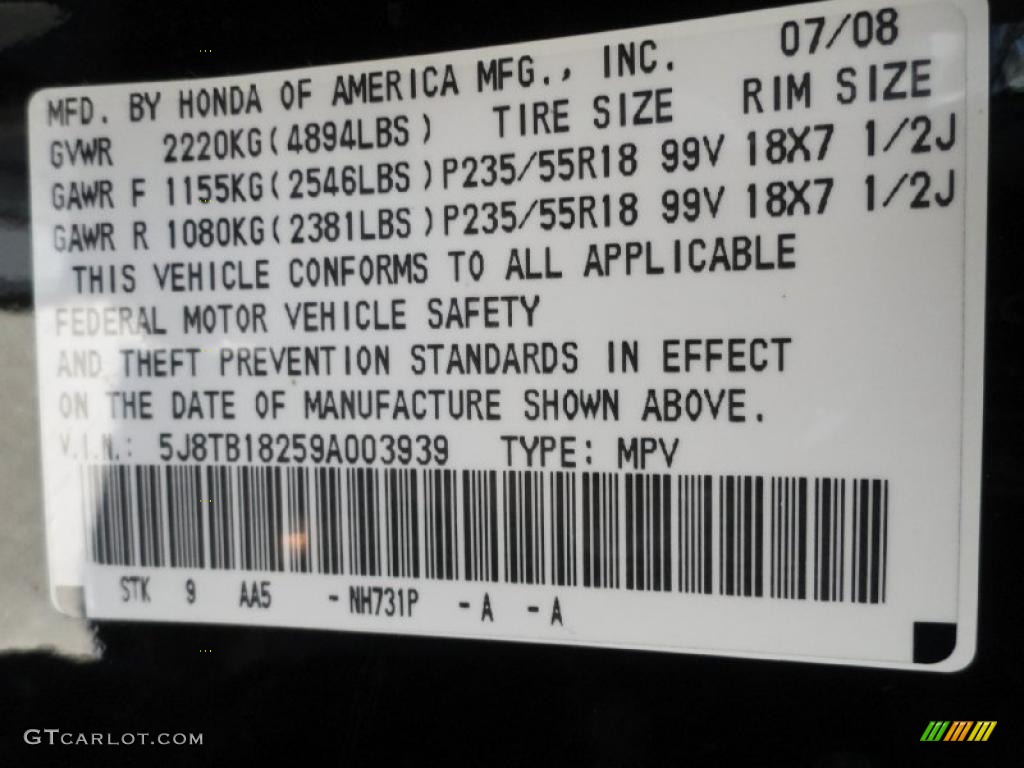 07/08
MFD. BY HONDA OF AMERICA MFG., INC.
GVWR 2220KG(4894LBS) TIRE SIZE RIM SIZE
GAWR F 1155KG(2546LBS)P235/55R18 99V 18X7 1/2J
GAWR R 1080KG(2381LBS)P235/55R18 99V 18X7 1/2J
THIS VEHICLE CONFORMS TO ALL APPLICABLE
FEDERAL MOTOR VEHICLE SAFETY
AND THEFT PREVENTION STANDARDS IN EFFECT
ON THE DATE OF MANUFACTURE SHOWN ABOVE.
V.I.N.: 5J8TB18259A003939 TYPE: MPV
STK 9 AA5 -NH731P -A -A
GTCARLOT.COM